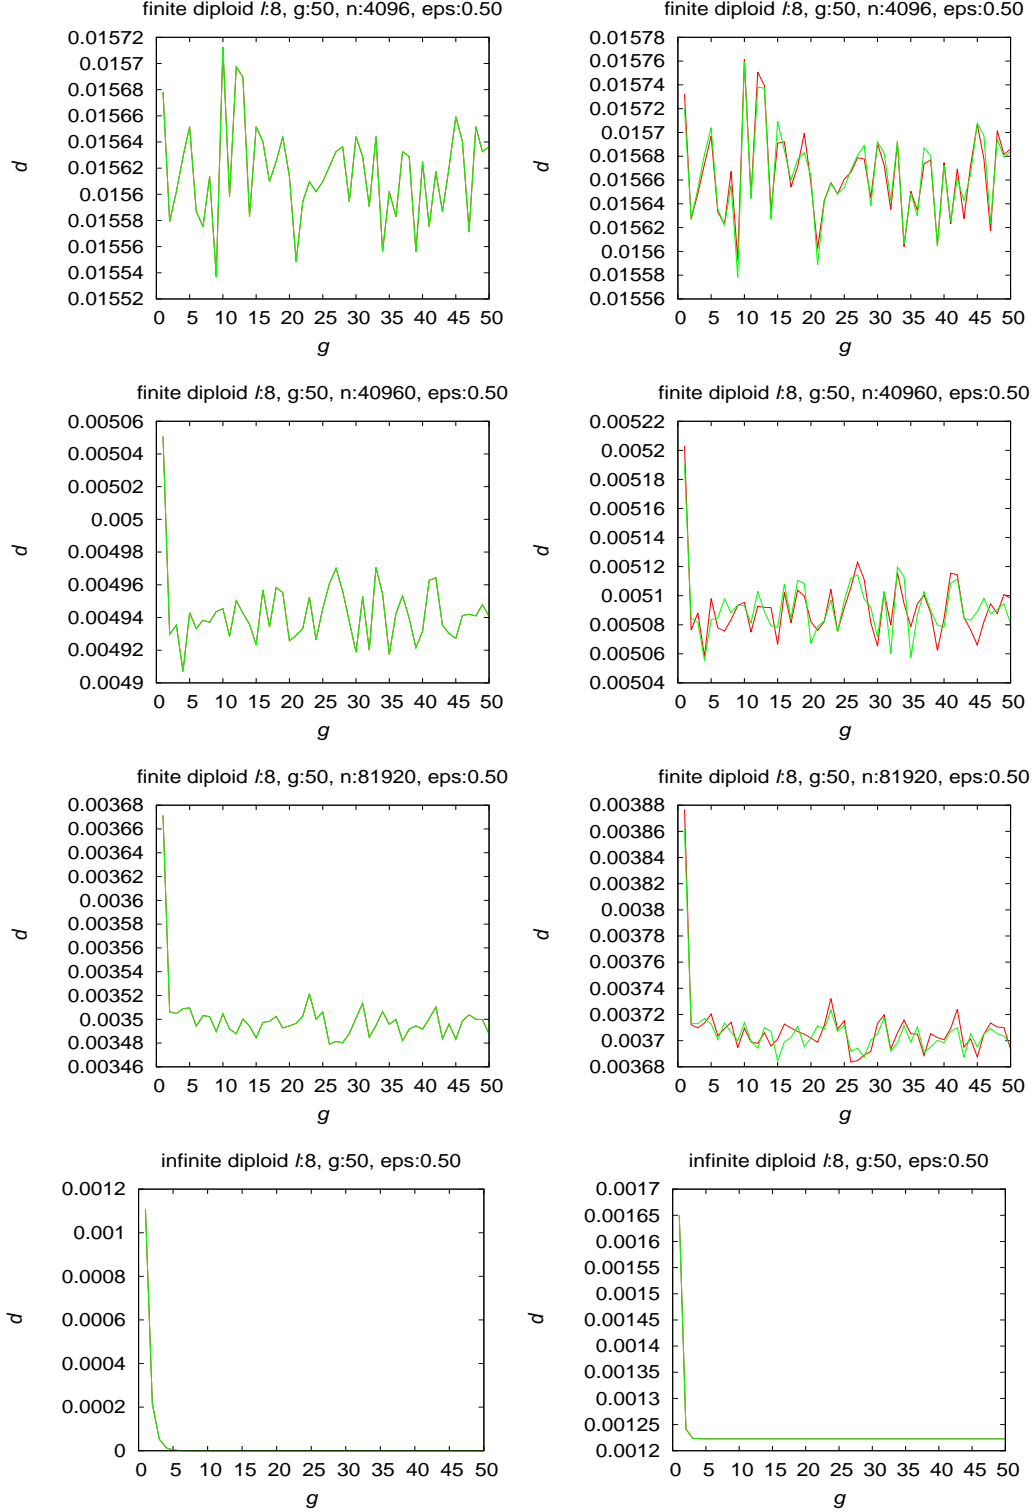 finite diploid l:8, g:50, n:4096, eps:0.50
0.01572
0.0157
0.01568
0.01566
0.01564
0.01562
0.0156
0.01558
0.01556
0.01554
0.01552
d
0 5 10 15 20 25 30 35 40 45 50
g
finite diploid l:8, g:50, n:4096, eps:0.50
0.01578
0.01576
0.01574
0.01572
0.0157
0.01568
0.01566
0.01564
0.01562
0.0156
0.01558
0.01556
d
0 5 10 15 20 25 30 35 40 45 50
g
finite diploid l:8, g:50, n:40960, eps:0.50
0.00506
0.00504
0.00502
0.005
0.00498
0.00496
0.00494
0.00492
0.0049
d
0 5 10 15 20 25 30 35 40 45 50
g
finite diploid l:8, g:50, n:40960, eps:0.50
0.00522
0.0052
0.00518
0.00516
0.00514
0.00512
0.0051
0.00508
0.00506
0.00504
d
0 5 10 15 20 25 30 35 40 45 50
g
finite diploid l:8, g:50, n:81920, eps:0.50
0.00368
0.00366
0.00364
0.00362
0.0036
0.00358
0.00356
0.00354
0.00352
0.0035
0.00348
0.00346
d
0 5 10 15 20 25 30 35 40 45 50
g
finite diploid l:8, g:50, n:81920, eps:0.50
0.00388
0.00386
0.00384
0.00382
0.0038
0.00378
0.00376
0.00374
0.00372
0.0037
0.00368
d
0 5 10 15 20 25 30 35 40 45 50
g
infinite diploid l:8, g:50, eps:0.50
0.0012
0.001
0.0008
0.0006
0.0004
0.0002
0
d
0 5 10 15 20 25 30 35 40 45 50
g
infinite diploid l:8, g:50, eps:0.50
0.0017
0.00165
0.0016
0.00155
0.0015
0.00145
0.0014
0.00135
0.0013
0.00125
0.0012
d
0 5 10 15 20 25 30 35 40 45 50
g